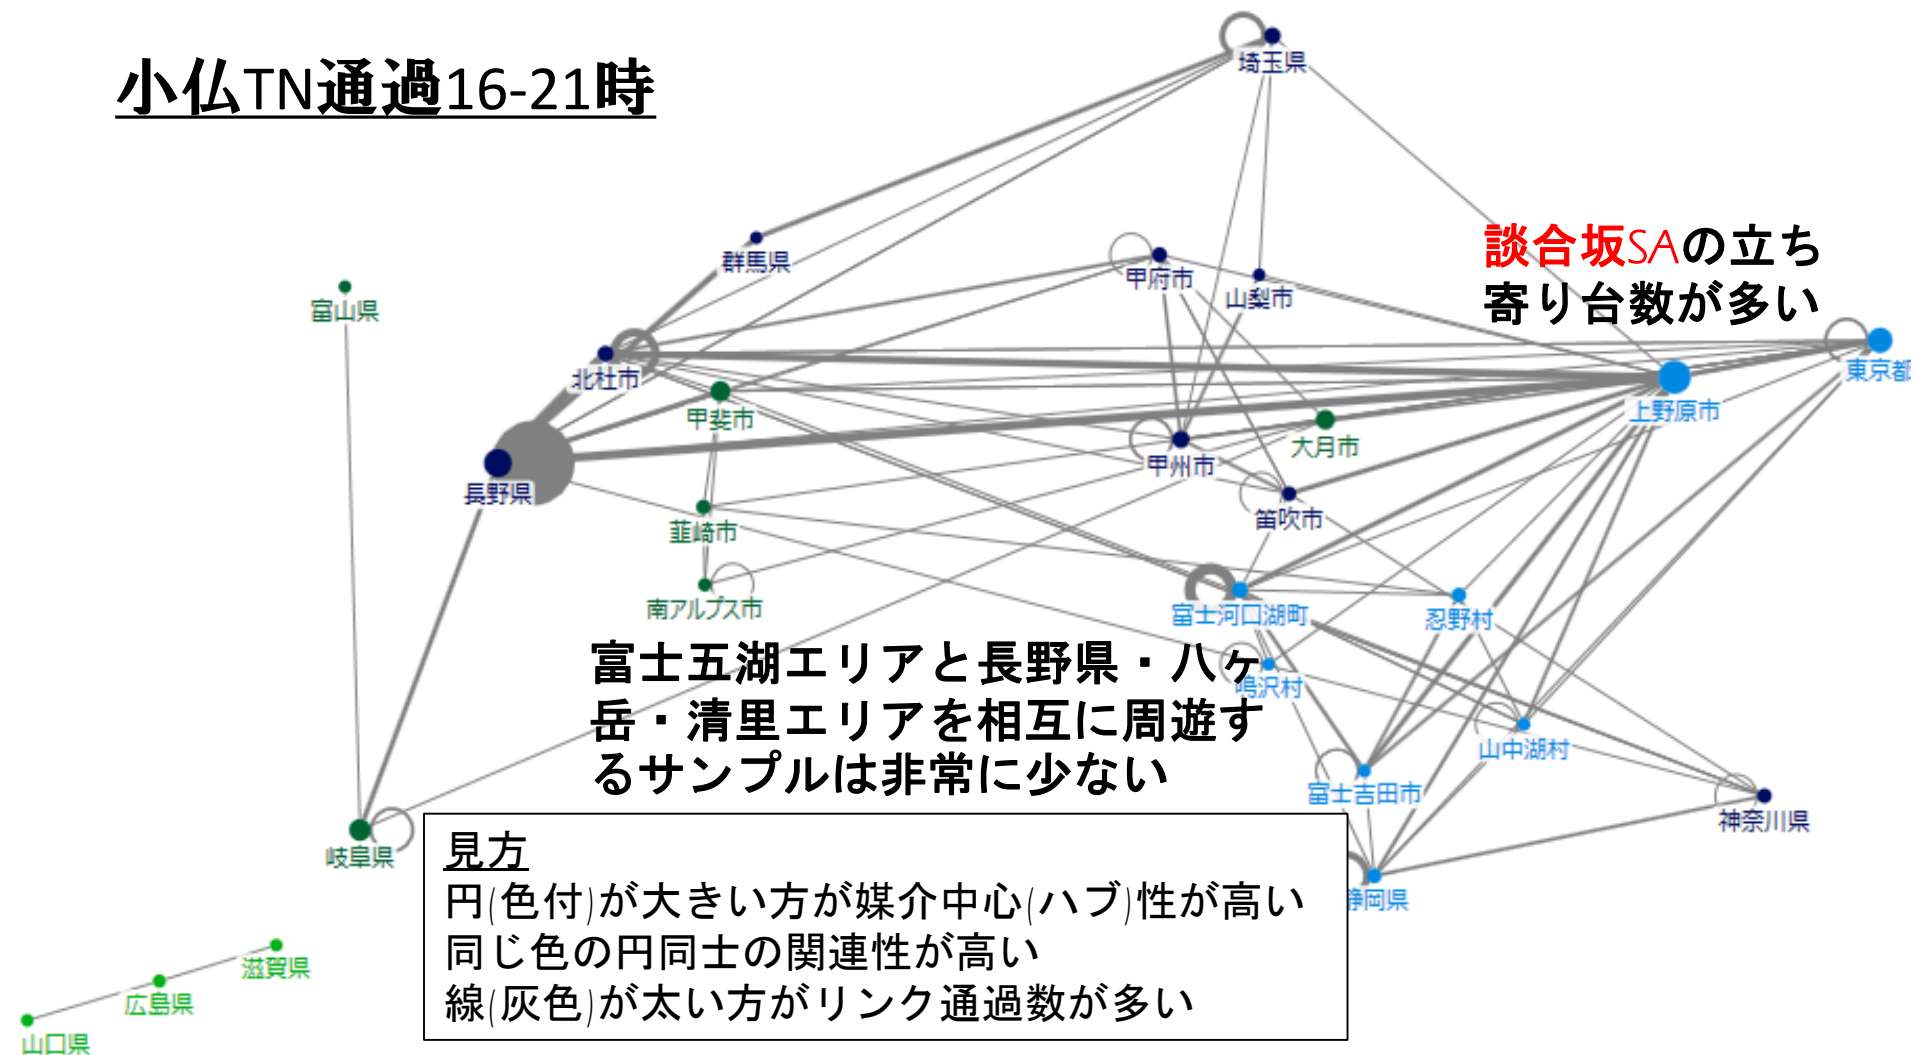 小仏TN通過16-21時
埼玉県
群馬県
富山県
甲府市
山梨市
談合坂SAの立ち
寄り台数が多い
北杜市
東京都
甲斐市
上野原市
大月市
甲州市
長野県
笛吹市
韮崎市
南アルプス市
富士河口湖町
忍野村
富士五湖エリアと長野県・八ヶ
岳・清里エリアを相互に周遊す
るサンプルは非常に少ない
鳴沢村
山中湖村
富士吉田市
神奈川県
岐阜県
静岡県
見方
円(色付)が大きい方が媒介中心(ハブ)性が高い
同じ色の円同士の関連性が高い
線(灰色)が太い方がリンク通過数が多い
滋賀県
広島県
山口県